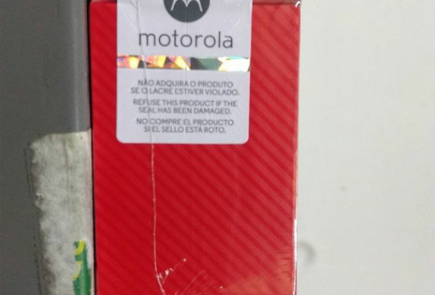 motorola
NÃO ADQUIRA O PRODUTO
SE O LACRE ESTIVER VIOLADO.
REFUSE THIS PRODUCT IF THE
SEAL HAS BEEN DAMAGED.
NO COMPRE EL PRODUCTO
SI EL SELLO ESTÁ ROTO.